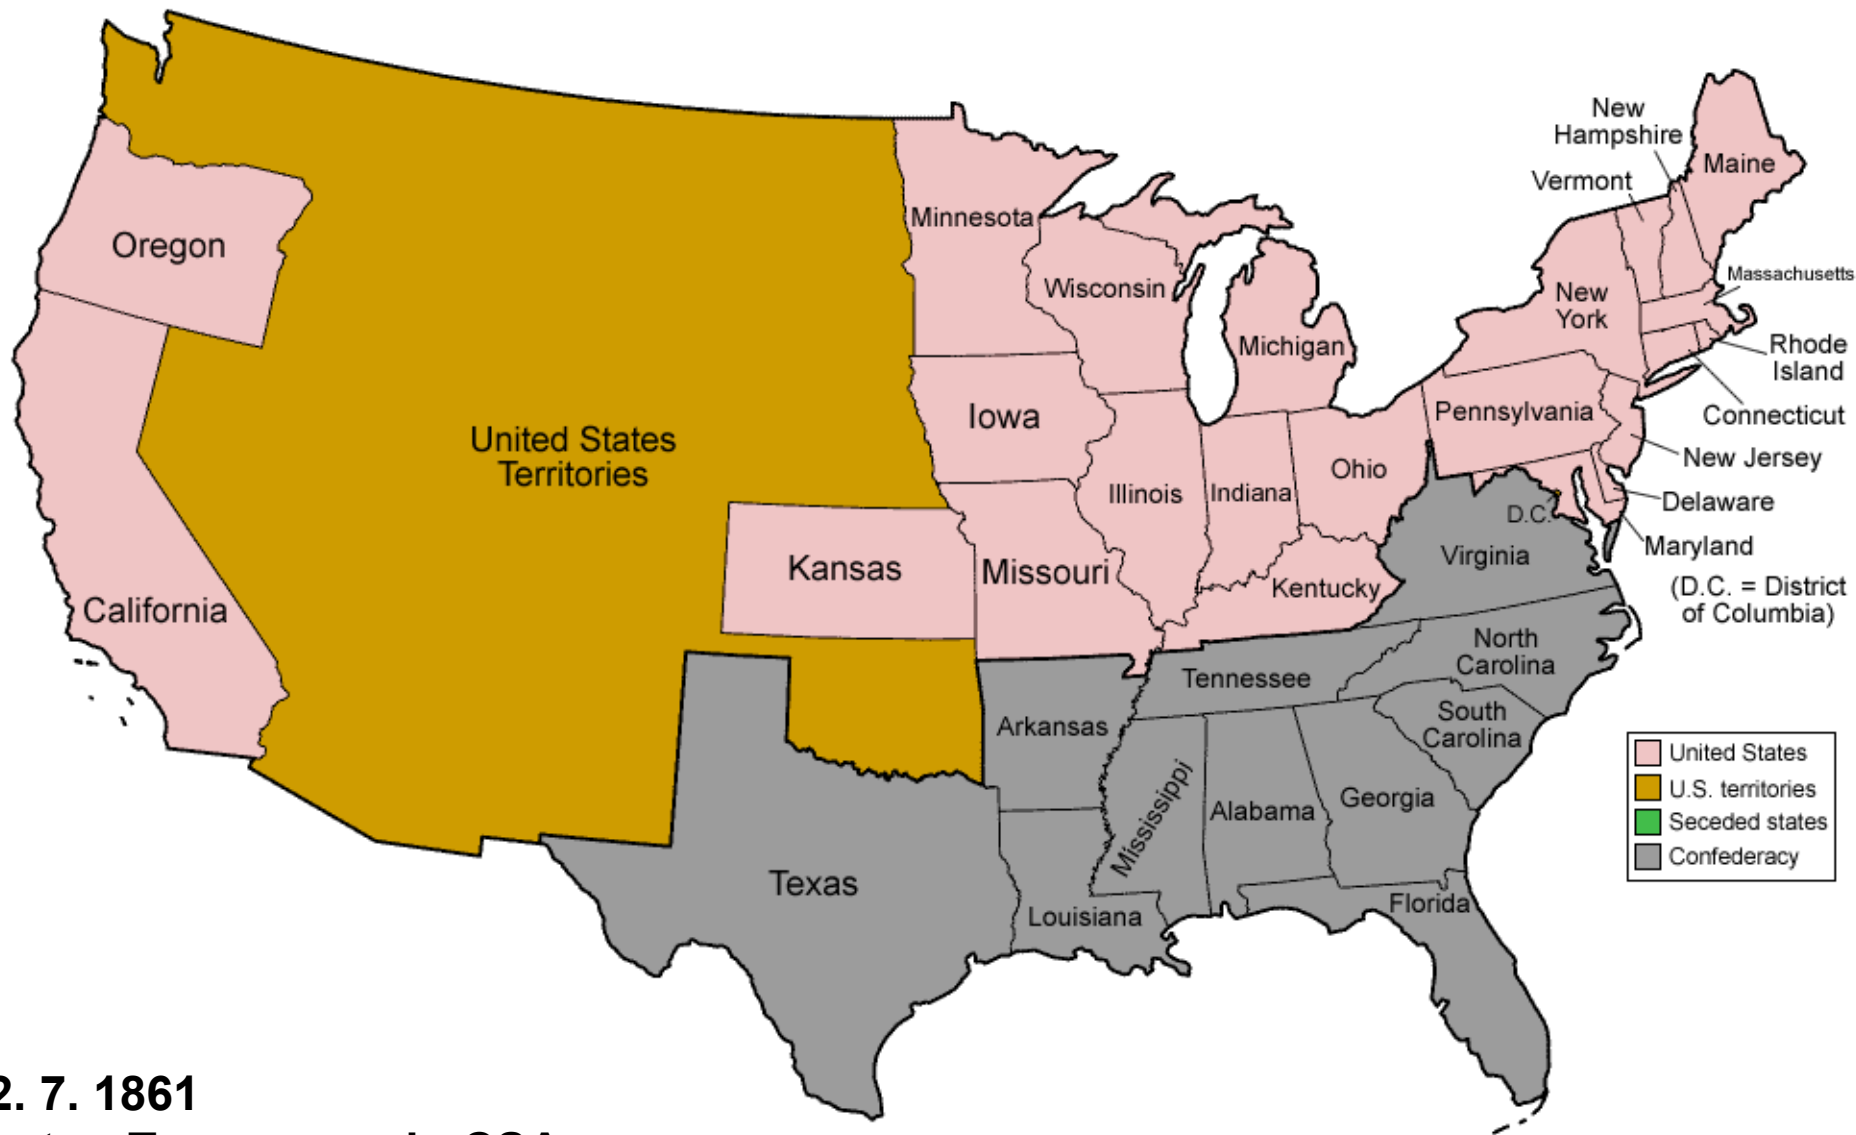 New
Hampshire
Maine
Vermont
Minnesota
Oregon
Massachusetts
Wisconsin
New
York
Michigan
Rhode
Island
Iowa
Pennsylvania
Connecticut
United States
Territories
New Jersey
Ohio
Illinois
Indiana
Delaware
D.C.
Maryland
Virginia
Kansas
Missouri
Kentucky
(D.C. = District
of Columbia)
California
North
Carolina
Tennessee
South
Carolina
Arkansas
United States
U.S. territories
Seceded states
Confederacy
Mississippi
Alabama
Georgia
Texas
Louisiana
Florida
2. 7. 1861